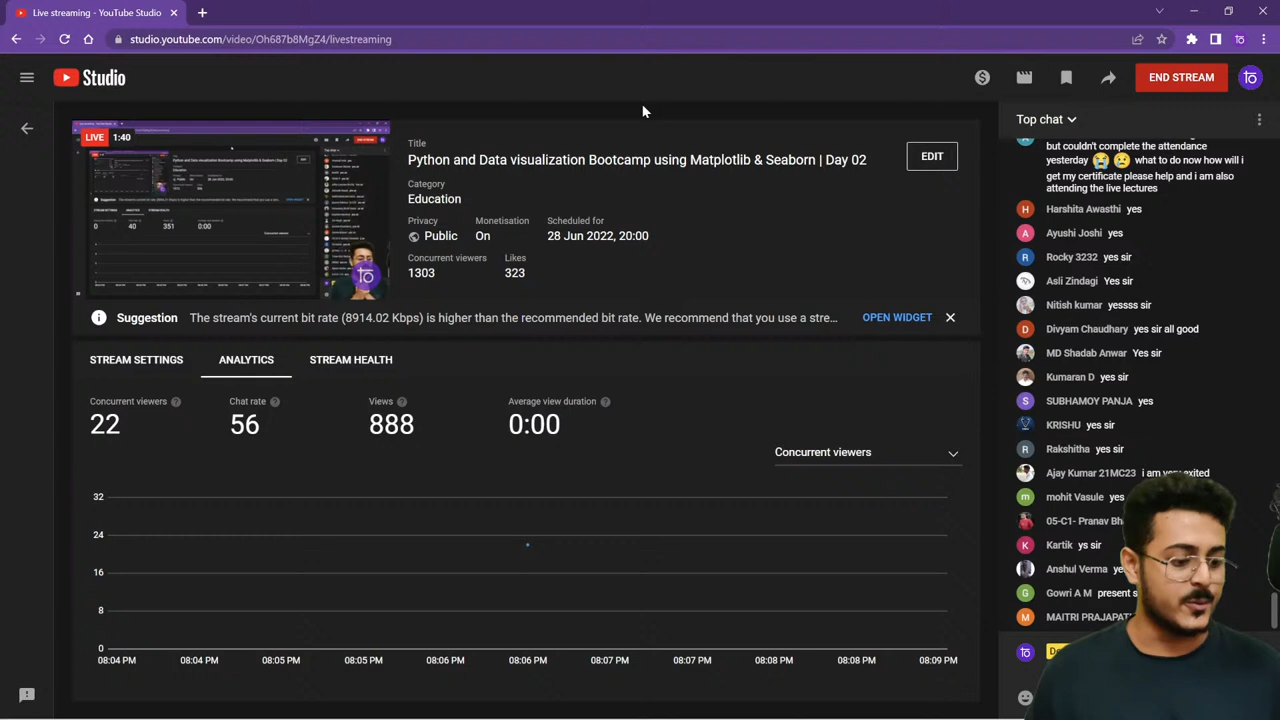 Live streaming - YouTube Studio
studio.youtube.com/video/Oh687b8MgZ4/livestreaming
Studio
END STREAM
LIVE 1:40
Title
Python and Data visualization Bootcamp using Matplotlib & Seaborn | Day 02
EDIT
Category
Education
Privacy Monetisation Scheduled for
Public On 28 Jun 2022, 20:00
Concurrent viewers Likes
1303 323
Suggestion The stream's current bit rate (8914.02 Kbps) is higher than the recommended bit rate. We recommend that you use a stre...
OPEN WIDGET
STREAM SETTINGS ANALYTICS STREAM HEALTH
Concurrent viewers Chat rate Views Average view duration
22 56 888 0:00
Concurrent viewers
32
24
16
8
0
08:04 PM 08:04 PM 08:05 PM 08:05 PM 08:06 PM 08:06 PM 08:07 PM 08:07 PM 08:08 PM 08:08 PM 08:09 PM
Top chat
but couldn't complete the attendance
yesterday 😭 😢 what to do now how will i
get my certificate please help and i am also
attending the live lectures
H Harshita Awasthi yes
A Ayushi Joshi yes
R Rocky 3232 yes sir
Asli Zindagi Yes sir
Nitish kumar yessss sir
D Divyam Chaudhary yes sir all good
MD Shadab Anwar Yes sir
Kumaran D yes sir
S SUBHAMOY PANJA yes
KRISHU yes sir
R Rakshitha yes sir
Ajay Kumar 21MC23 i am very exited
m mohit Vasule yes
05-C1- Pranav
K Kartik ys sir
Anshul Verma
G Gowri A M present
M MAITRI